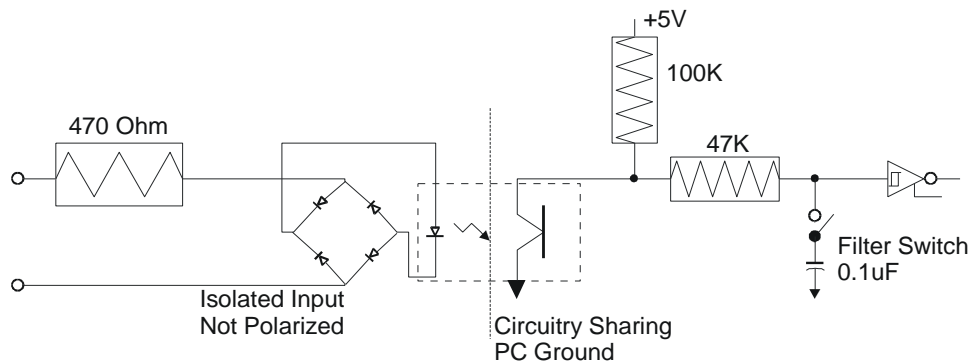 +5V
100K
470 Ohm
47K
Filter Switch
0.1uF
Isolated Input
Not Polarized
Circuitry Sharing
PC Ground